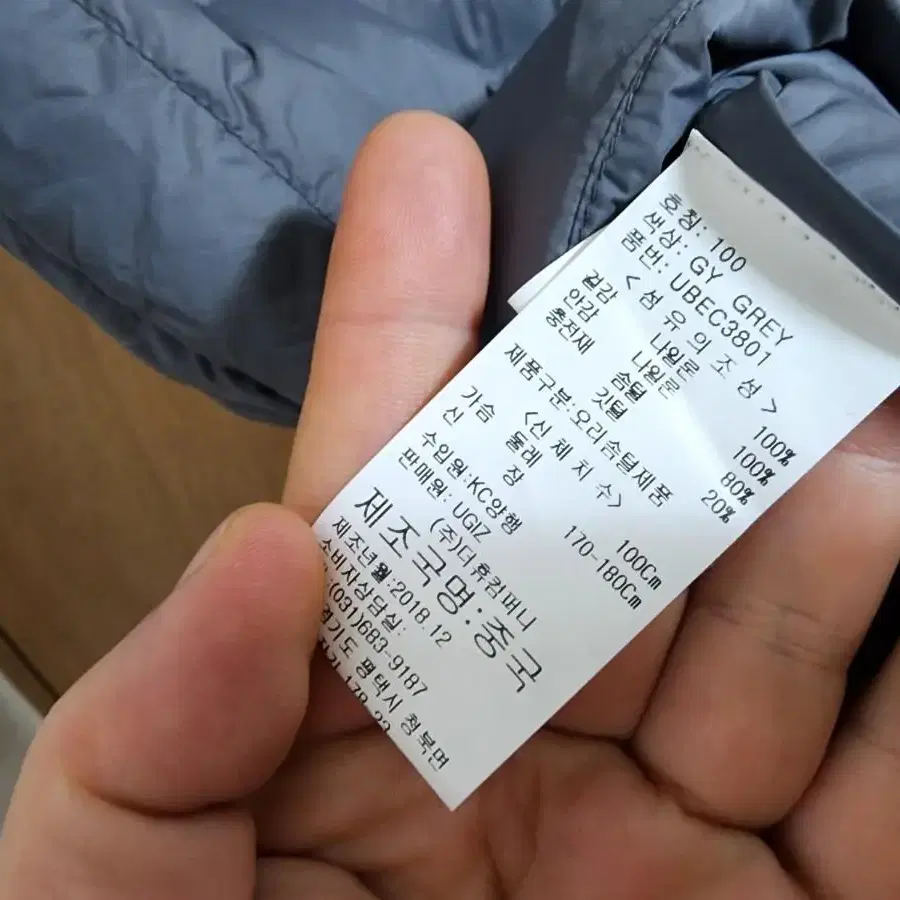 호칭: 100
색상: GY GREY
품번: UBEC3801
<섬 유 의 조 성>
겉감 나일론 100%
안감 나일론 100%
충전재 솜털 80%
깃털 20%
제품구분:오리솜털제품
<신 체 치 수>
가슴 둘레 100Cm
신 장 170-180Cm
수입원:KC양행
판매원: UGIZ
(주)더휴컴퍼니
제조국명:중국
제조년월:2018.12
소비자상담실:
(031)683-9187
경기도 평택시 청북면